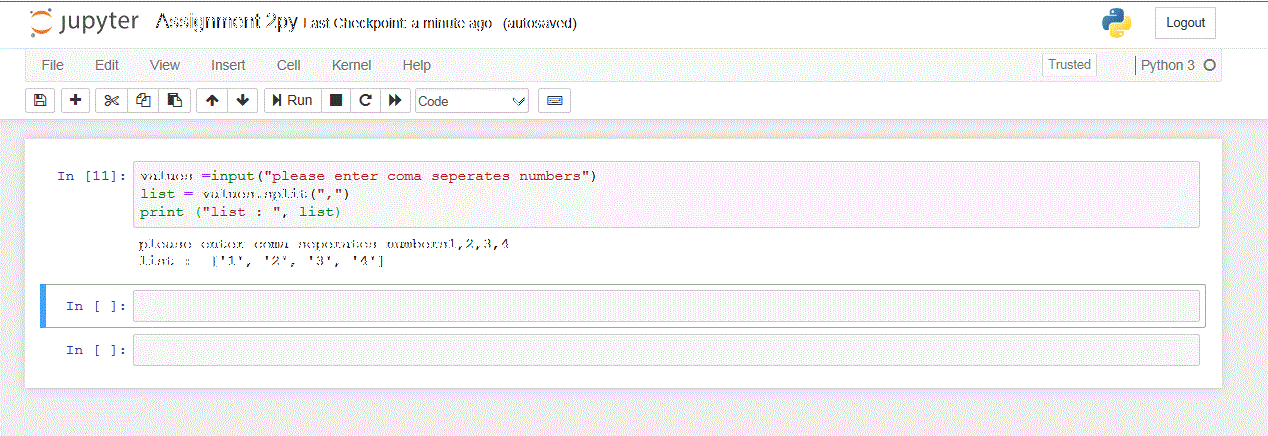 jupyter Assignment 2py Last Checkpoint: a minute ago (autosaved)
Logout
File Edit View Insert Cell Kernel Help
Trusted Python 3
Run Code
In [11]: values =input("please enter coma seperates numbers")
list = values.split(",")
print ("list : ", list)
please enter coma seperates numbers1,2,3,4
list :  ['1', '2', '3', '4']
In [ ]:
In [ ]: